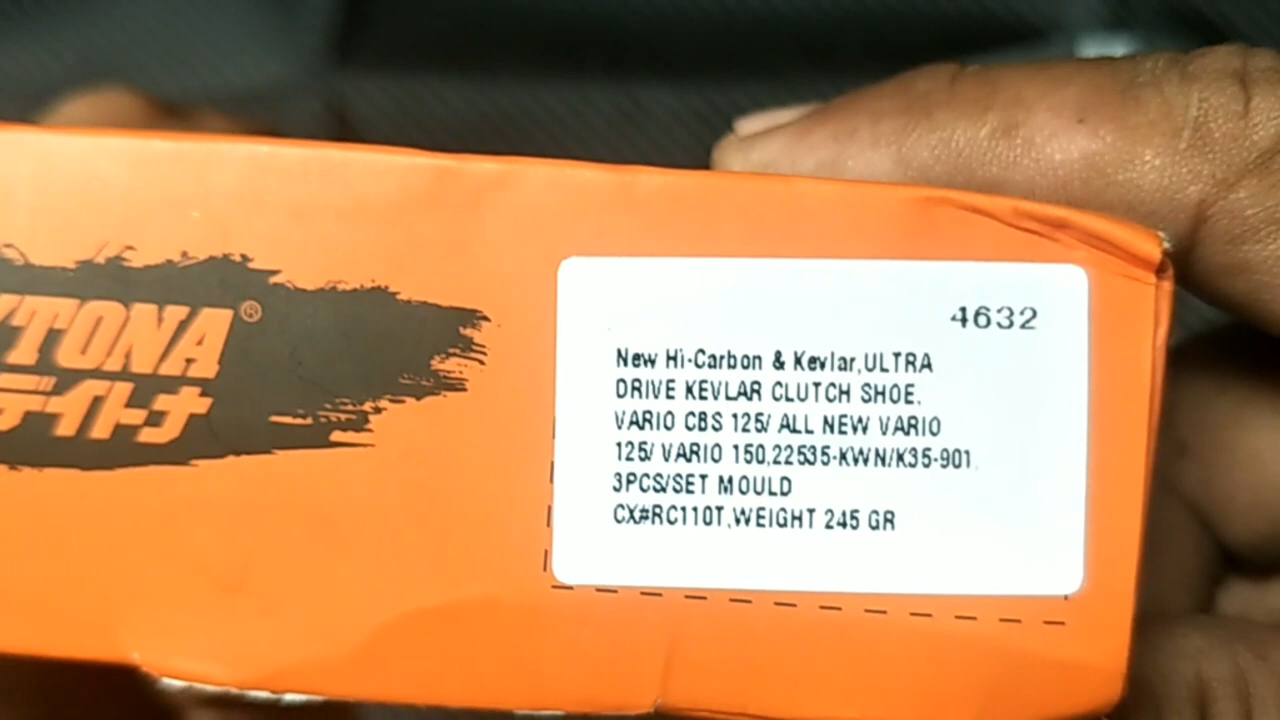 YTONA®
デイトナ
4632
New Hi-Carbon & Kevlar,ULTRA
DRIVE KEVLAR CLUTCH SHOE,
VARIO CBS 125/ ALL NEW VARIO
125/ VARIO 150,22535-KWN/K35-901,
3PCS/SET MOULD
CX#RC110T,WEIGHT 245 GR